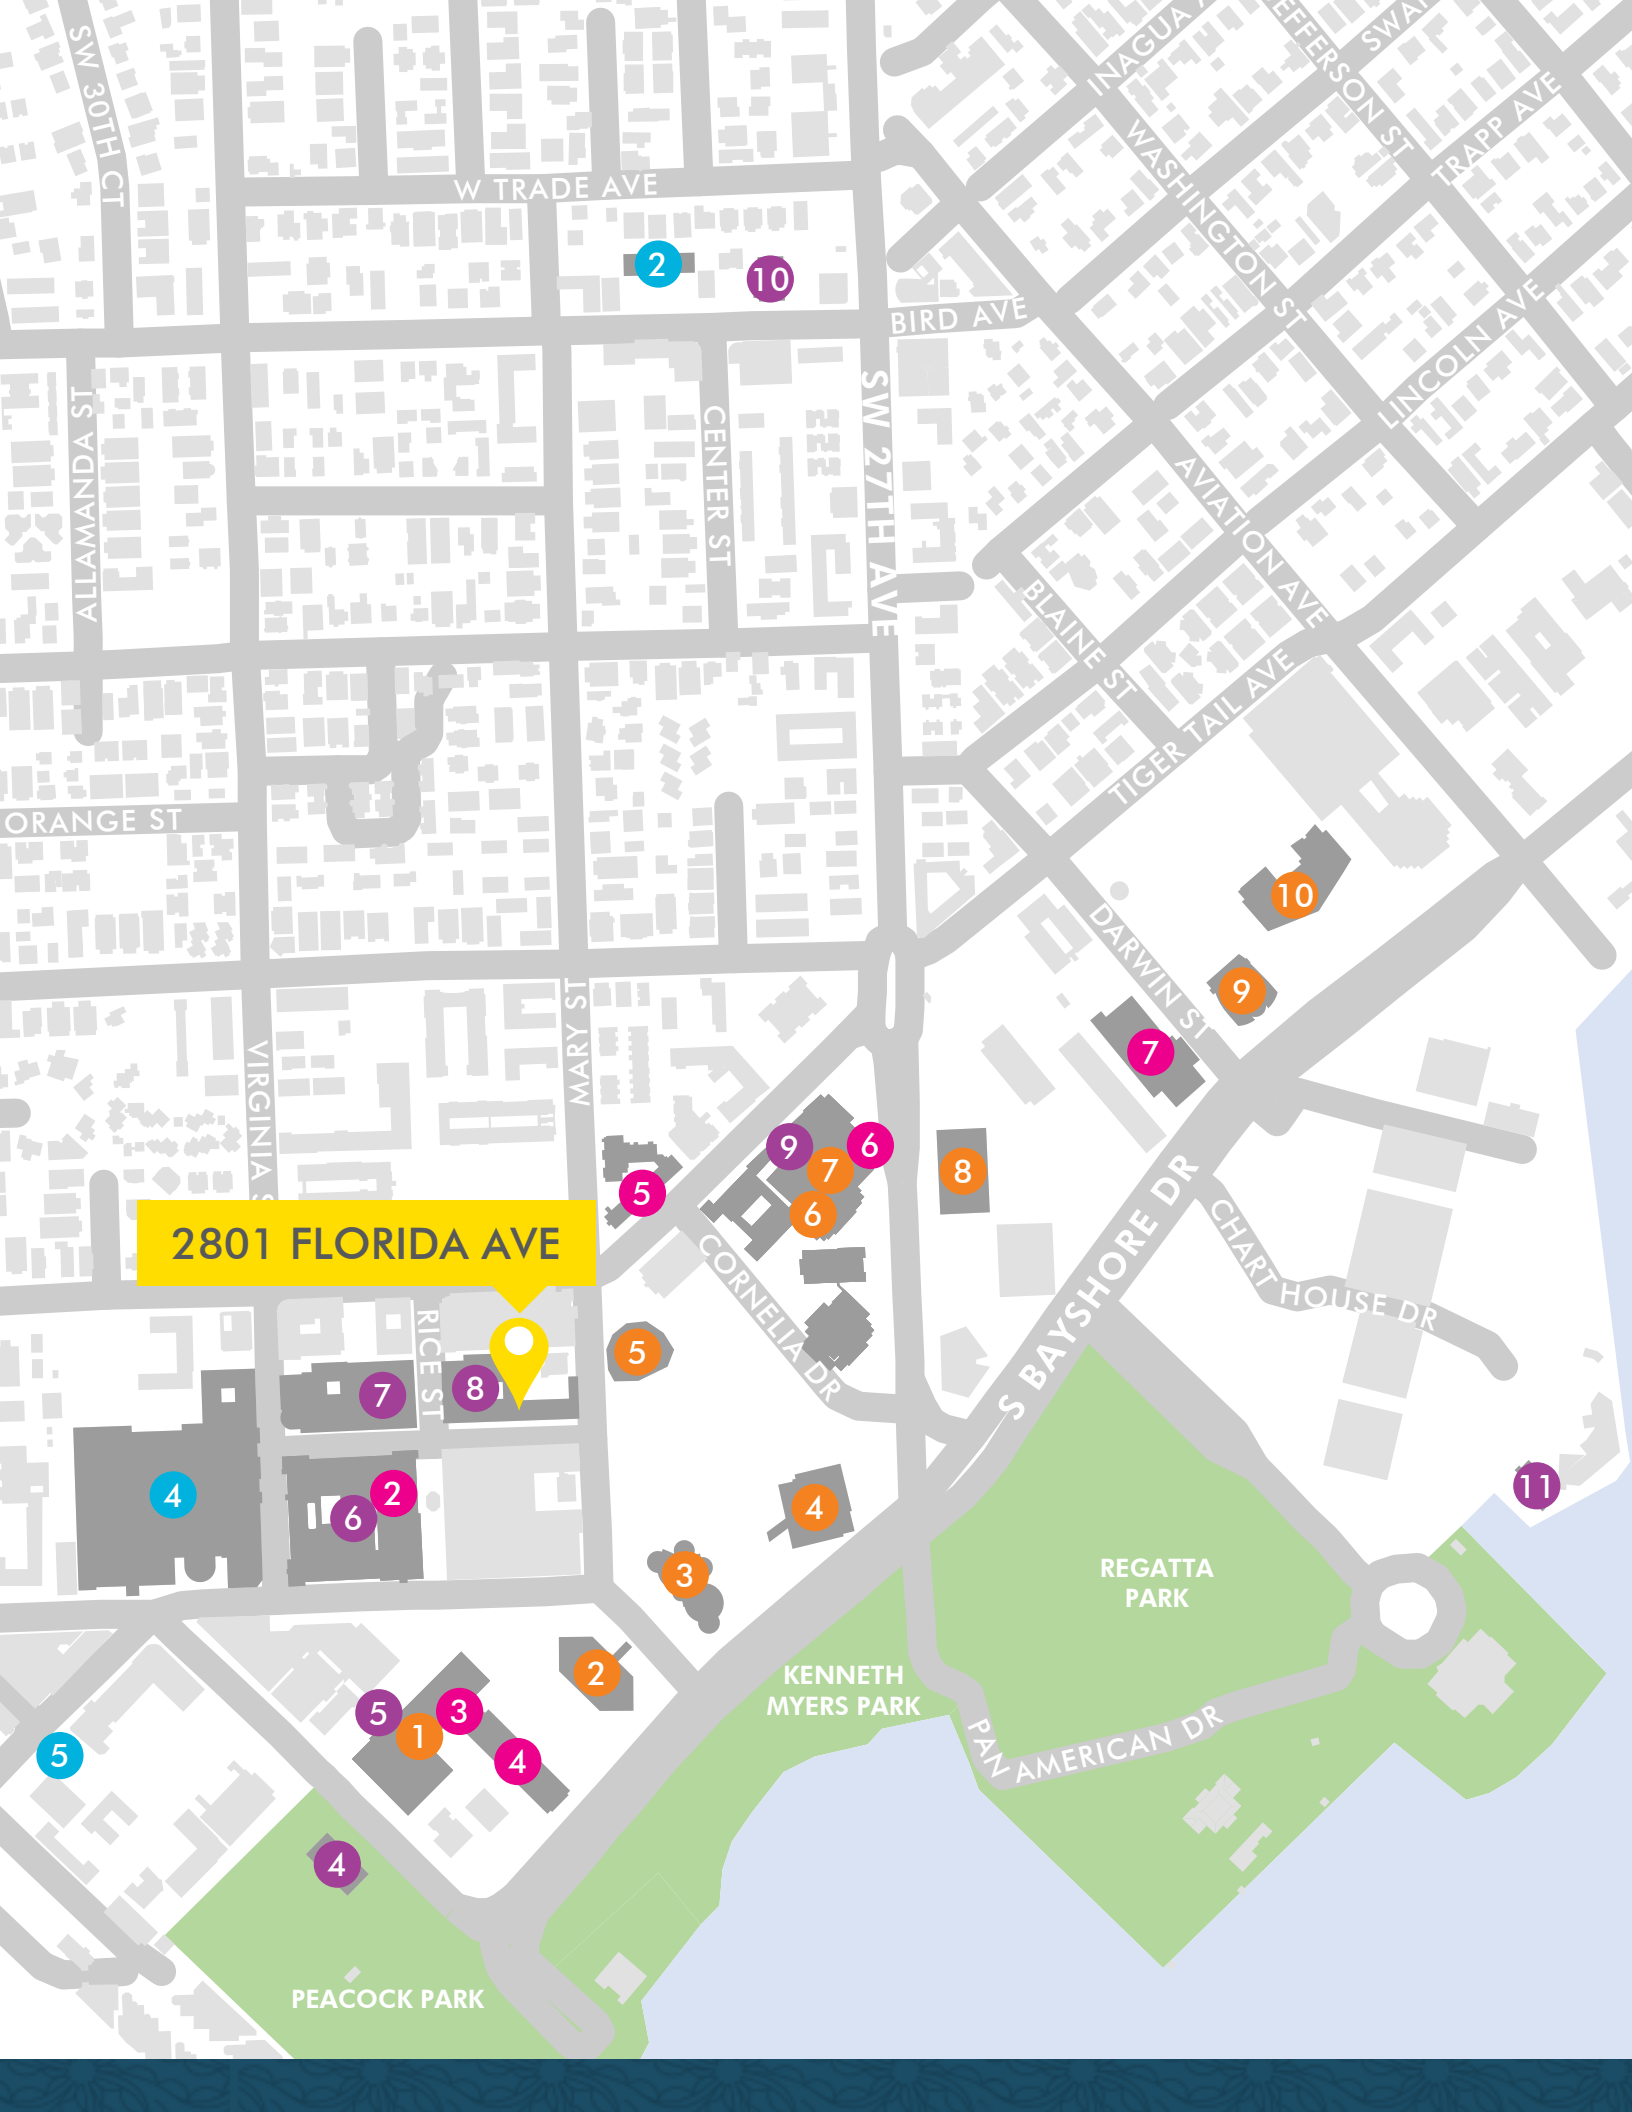 SW 30TH CT
INAGUA A
EFFERSON ST
SWAN
TRAPP AVE
WASHINGTON ST
W TRADE AVE
2
10
BIRD AVE
LINCOLN AVE
ALLAMANDA ST
CENTER ST
SW 27TH AVE
AVIATION AVE
BLAINE ST
TIGER TAIL AVE
ORANGE ST
10
DARWIN ST
9
MARY ST
VIRGINIA S
7
9
6
7
8
5
6
S BAYSHORE DR
CHART
HOUSE DR
2801 FLORIDA AVE
CORNELIA DR
RICE ST
5
7
8
4
2
6
4
11
3
REGATTA
PARK
2
KENNETH
MYERS PARK
5
3
1
4
5
PAN
AMERICAN DR
4
PEACOCK PARK